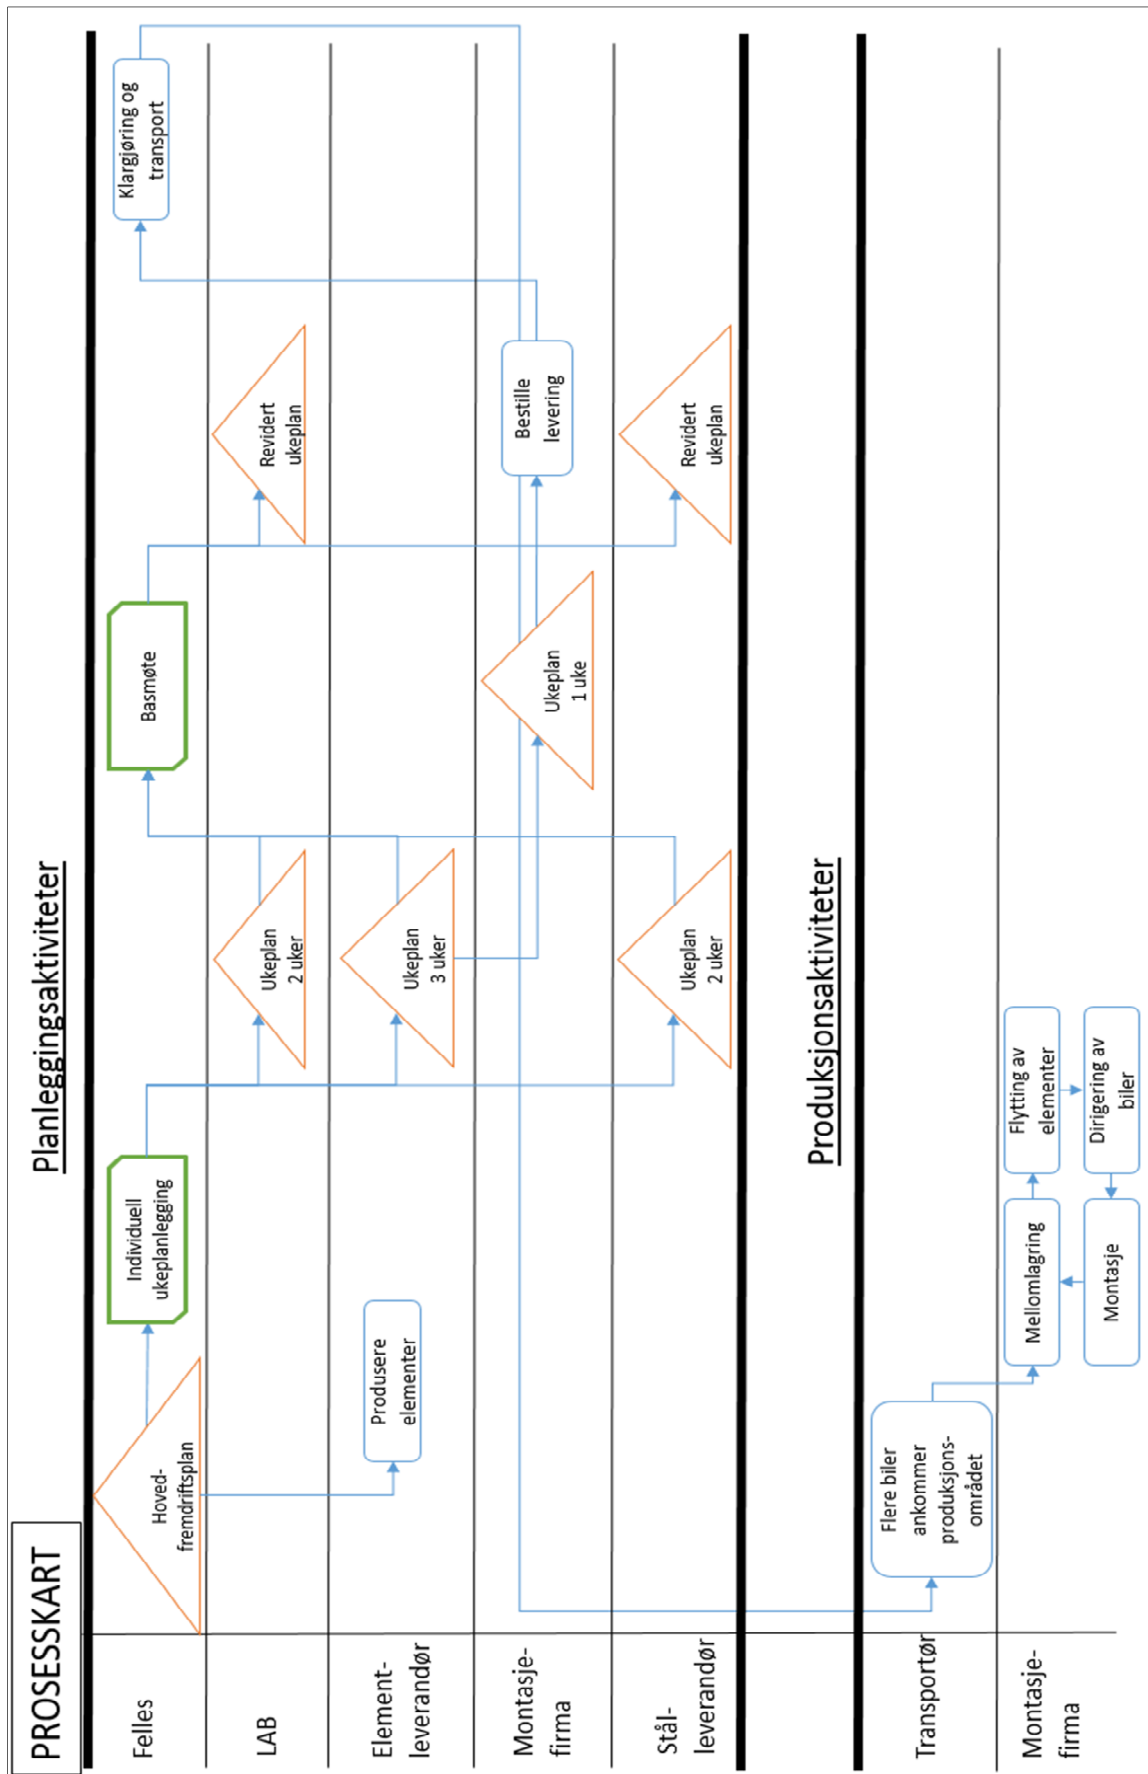 PROSESSKART
Planleggingsaktiviteter
Felles
Hoved-
fremdriftsplan
Individuell
ukeplanlegging
Basmøte
Klargjøring og
transport
LAB
Ukeplan
2 uker
Revidert
ukeplan
Element-
leverandør
Produsere
elementer
Ukeplan
3 uker
Montasje-
firma
Ukeplan
1 uke
Bestille
levering
Stål-
leverandør
Ukeplan
2 uker
Revidert
ukeplan
Produksjonsaktiviteter
Transportør
Flere biler
ankommer
produksjons-
området
Montasje-
firma
Mellomlagring
Flytting av
elementer
Montasje
Dirigering av
biler